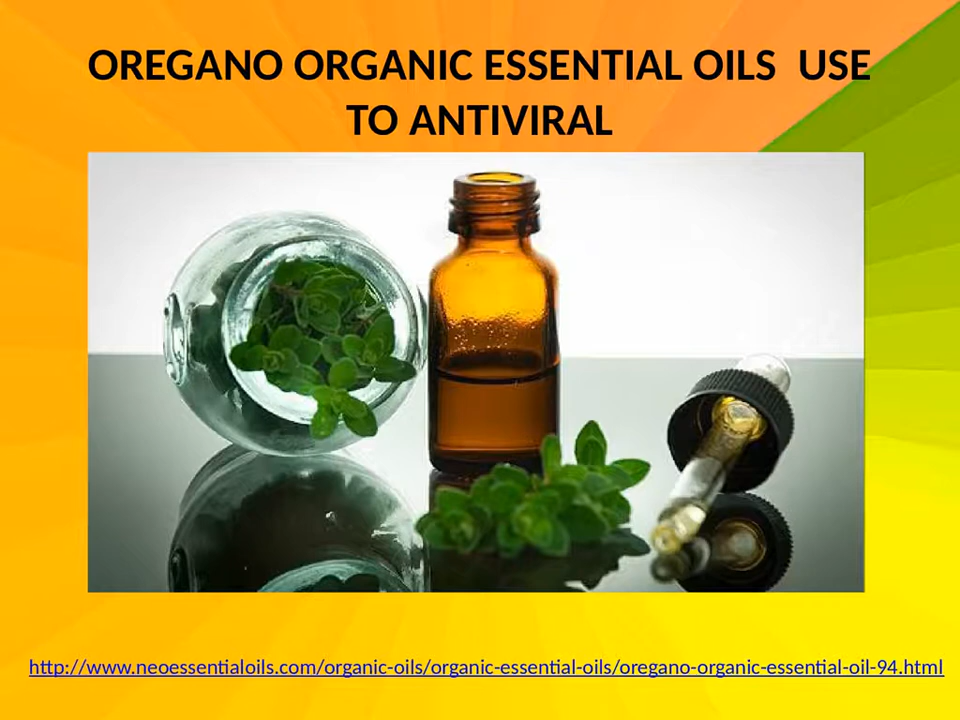 OREGANO ORGANIC ESSENTIAL OILS  USE
TO ANTIVIRAL
http://www.neoessentialoils.com/organic-oils/organic-essential-oils/oregano-organic-essential-oil-94.html